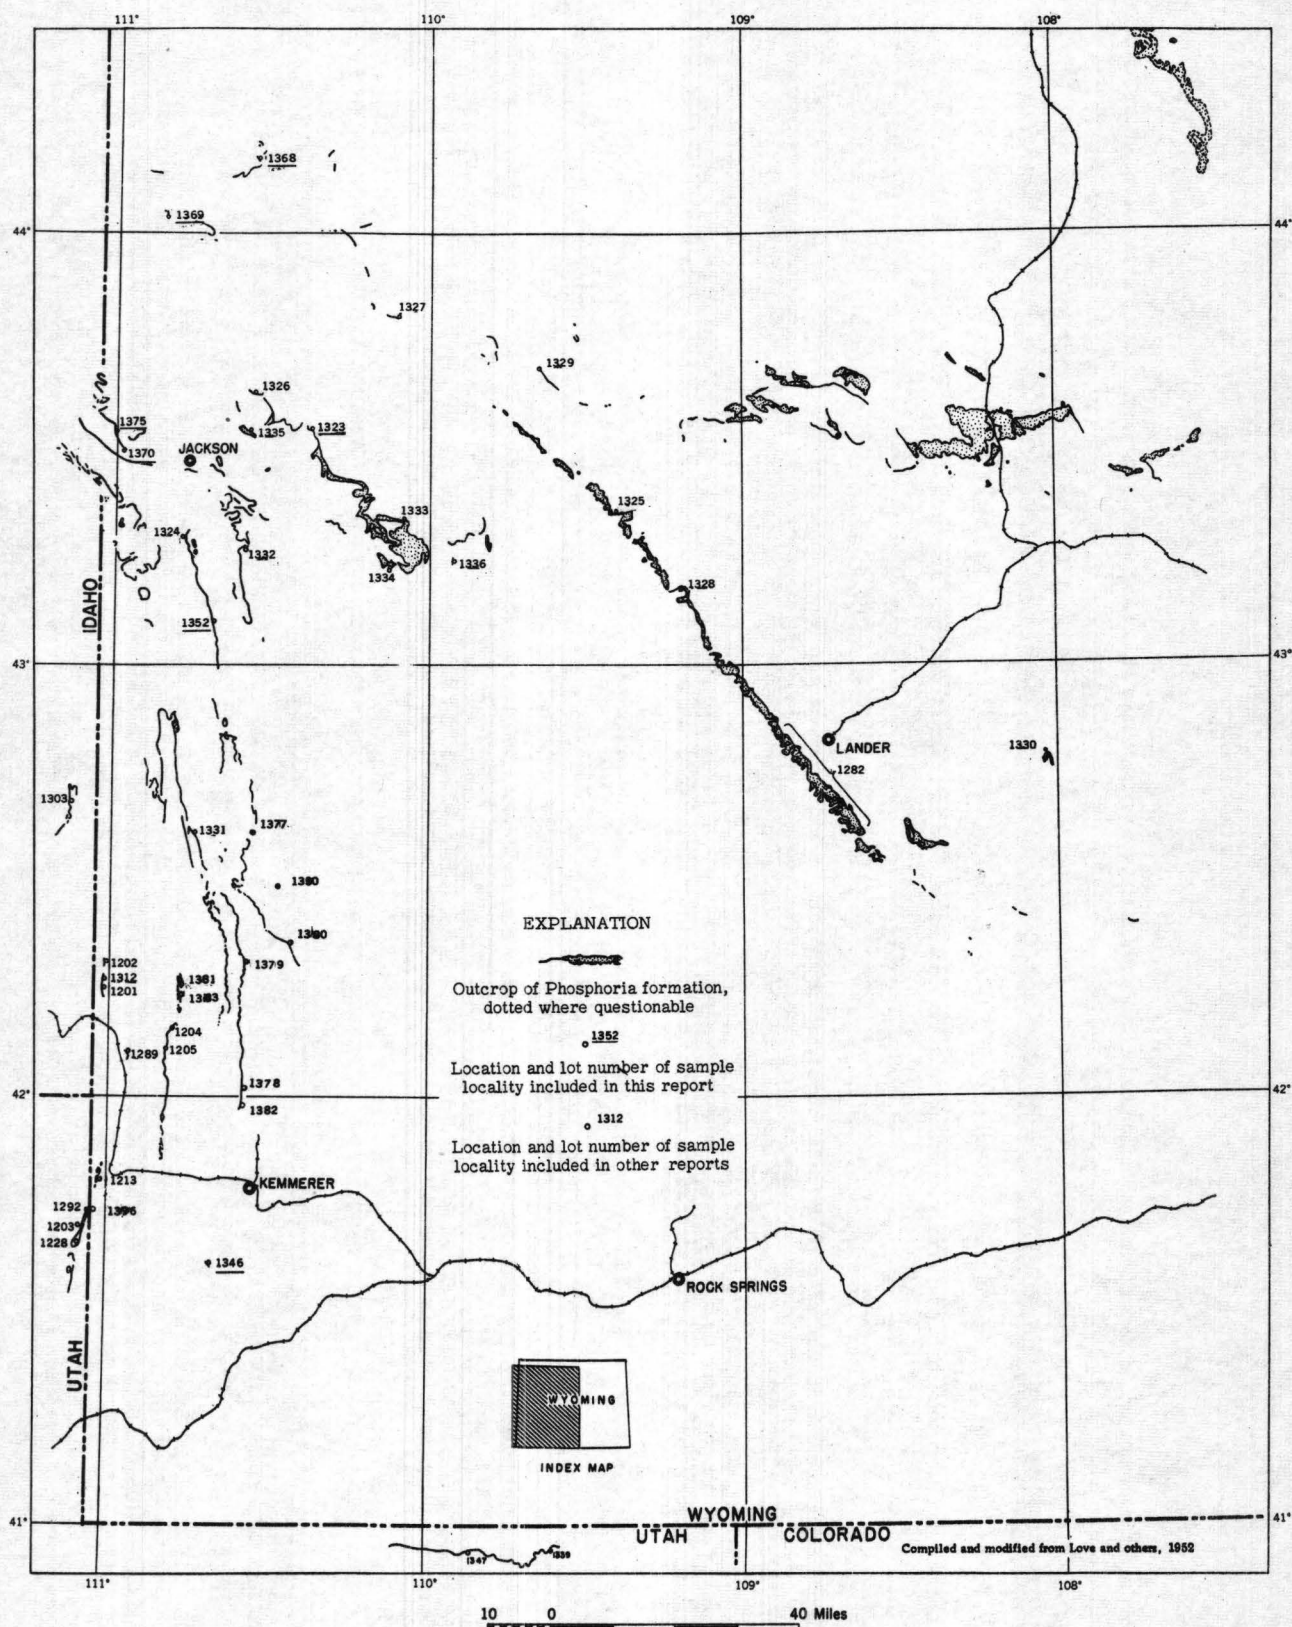 111° 110° 109° 108°
1368
1369
44° 44°
1327
1329
1326
1375 1335 1323
1370 JACKSON
1325
1333
1324 1332
1336
1334
1328
IDAHO
1352
43° 43°
LANDER
1330
1282
1303
1331 1377
EXPLANATION
1379
1202
1312
1201
Outcrop of Phosphoria formation,
dotted where questionable
1204
1352
1289 1205
Location and lot number of sample
locality included in this report
1378
42° 42°
1382
1312
Location and lot number of sample
locality included in other reports
1213
KEMMERER
1292
1203
1228
1346
ROCK SPRINGS
UTAH
WYOMING
INDEX MAP
WYOMING
41° 41°
UTAH COLORADO
Compiled and modified from Love and others, 1952
1347
111° 110° 109° 108°
10 0 40 Miles